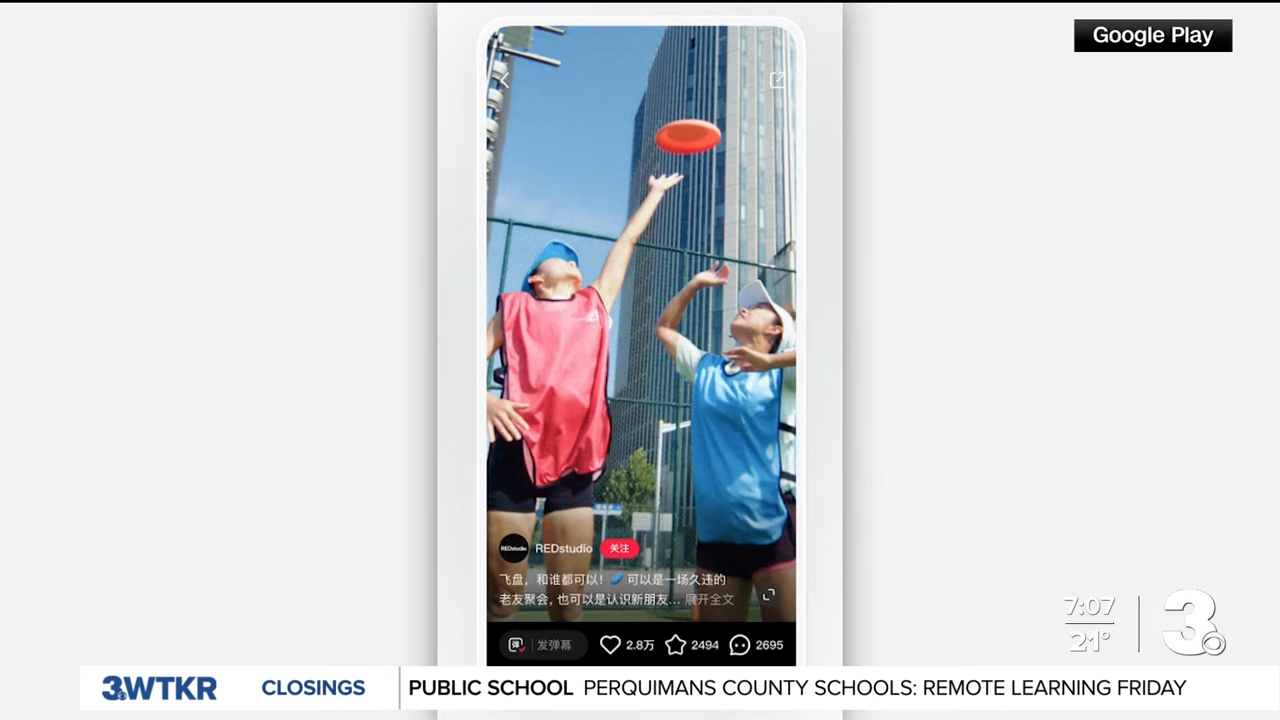 Google Play
REDstudio
REDstudio
关注
飞盘，和谁都可以！ 可以是一场久违的
老友聚会，也可以是认识新朋友... 展开全文
弹
发弹幕
2.8万
2494
2695
7:07
21°
3
3WTKR
CLOSINGS
PUBLIC SCHOOL PERQUIMANS COUNTY SCHOOLS: REMOTE LEARNING FRIDAY